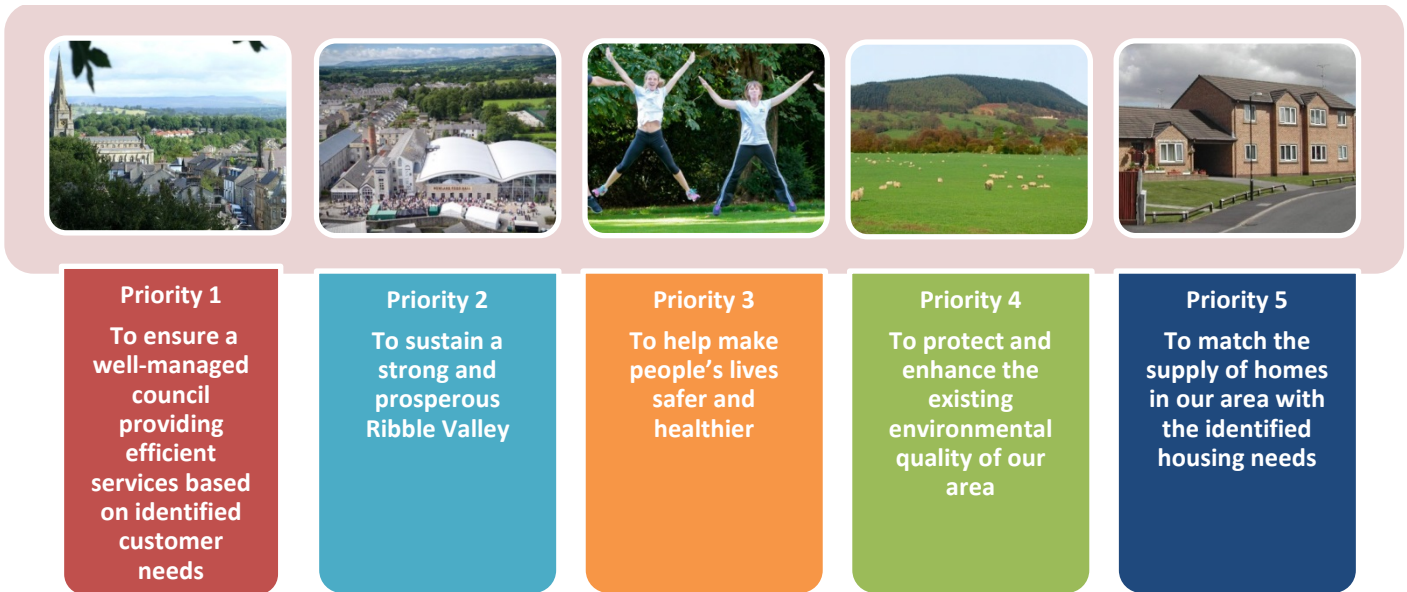 Priority 1
To ensure a
well-managed
council
providing
efficient
services based
on identified
customer
needs
Priority 2
To sustain a
strong and
prosperous
Ribble Valley
Priority 3
To help make
people’s lives
safer and
healthier
Priority 4
To protect and
enhance the
existing
environmental
quality of our
area
Priority 5
To match the
supply of homes
in our area with
the identified
housing needs